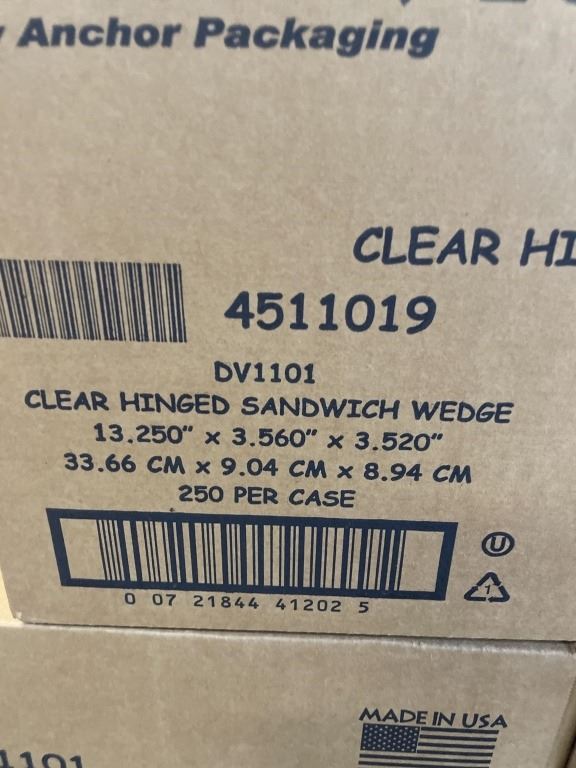 Anchor Packaging
CLEAR HI
4511019
DV1101
CLEAR HINGED SANDWICH WEDGE
13.250" x 3.560" x 3.520"
33.66 CM x 9.04 CM x 8.94 CM
250 PER CASE
U
1
0 07 21844 41202 5
MADE IN USA
1101